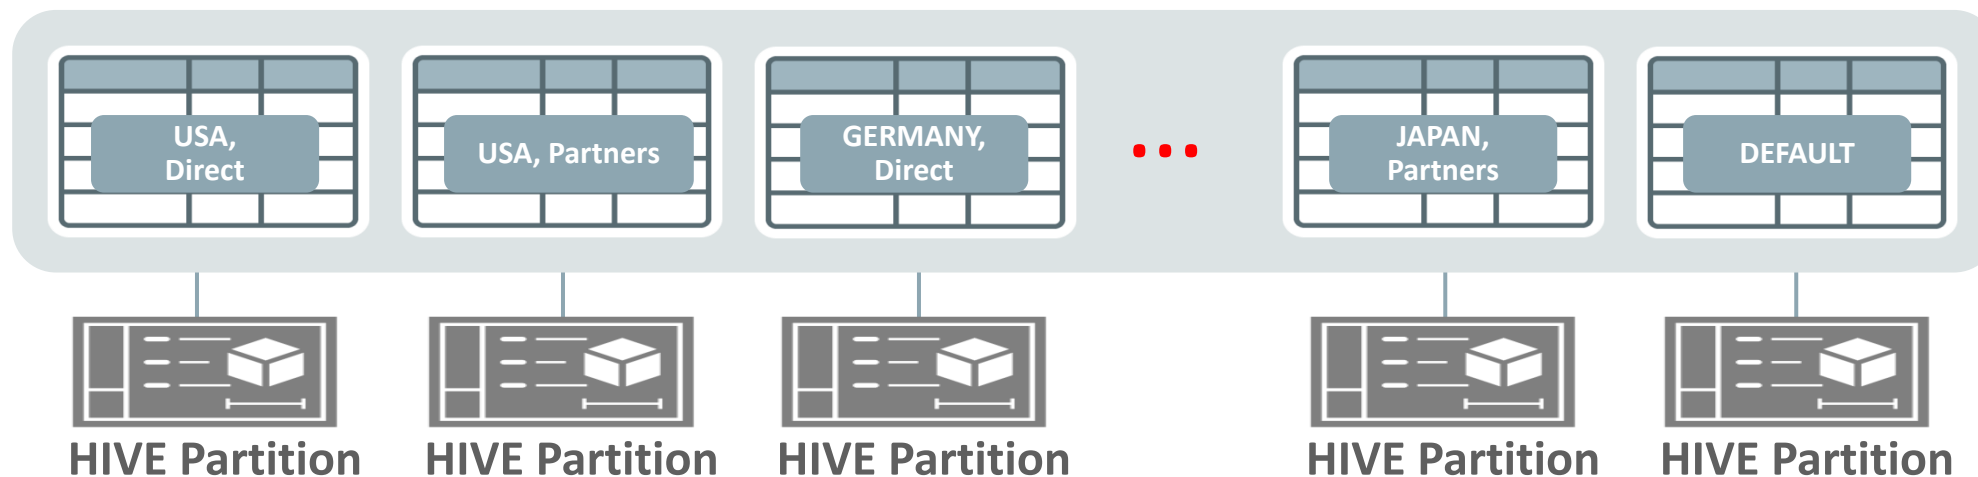 USA,
Direct
USA, Partners
GERMANY,
Direct
...
JAPAN,
Partners
DEFAULT
HIVE Partition
HIVE Partition
HIVE Partition
HIVE Partition
HIVE Partition